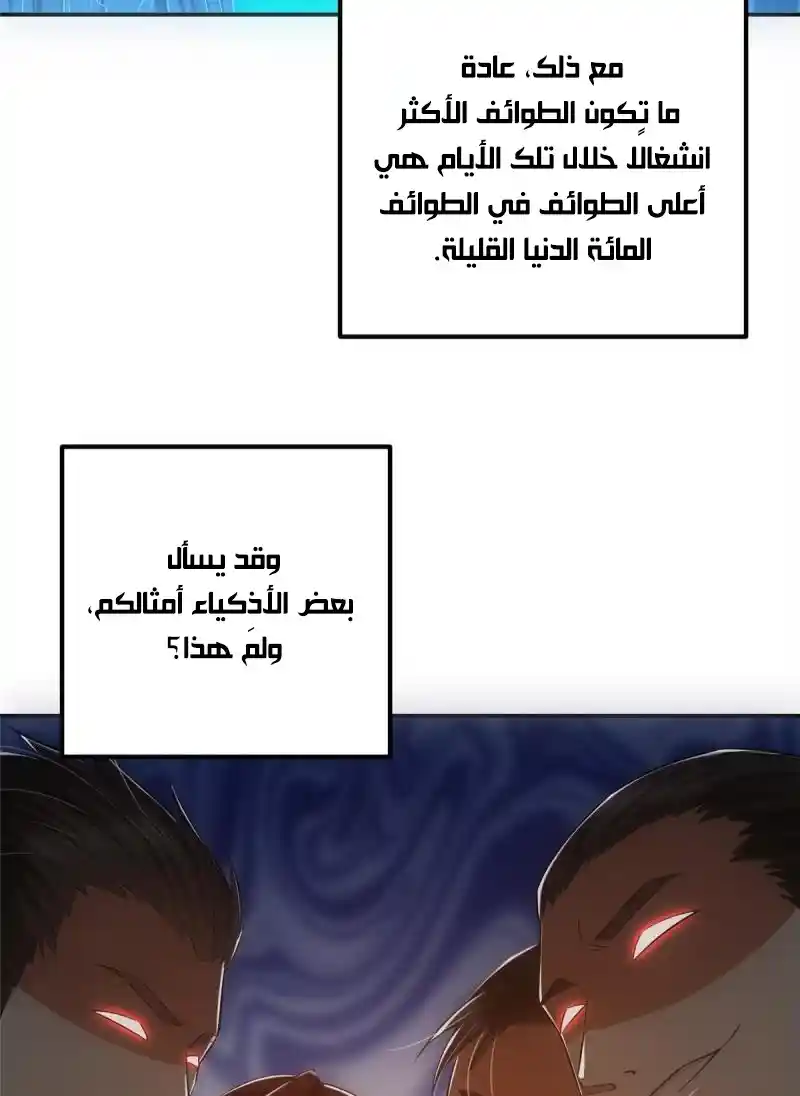 مع ذلك، عادة
ما تكون الطوائف الأكثر
انشغالا خلال تلك الأيام هي
أعلى الطوائف في الطوائف
المائة الدنيا القليلة.
وقد يسأل
بعض الأذكياء أمثالكم،
ولمَ هذا؟